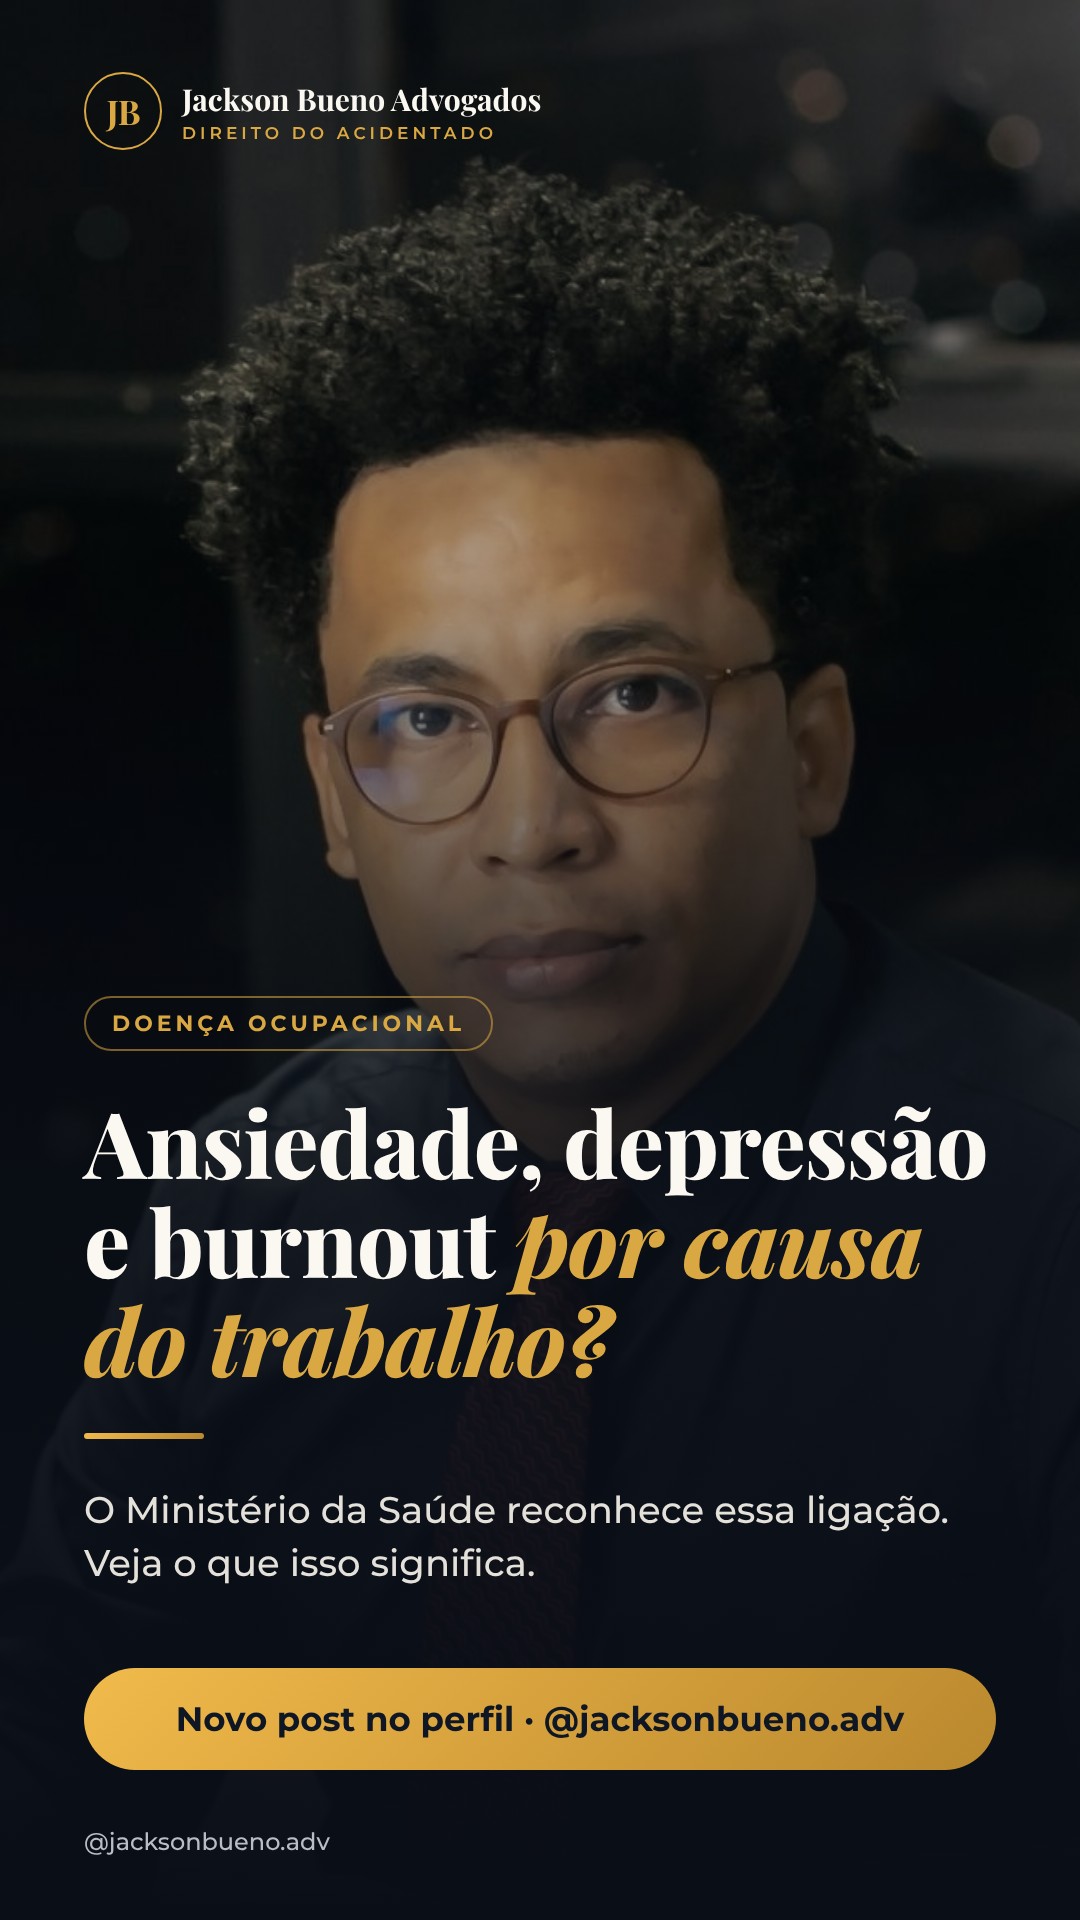 JB
Jackson Bueno Advogados
DIREITO DO ACIDENTADO
DOENÇA OCUPACIONAL
Ansiedade, depressão
e burnout por causa
do trabalho?
O Ministério da Saúde reconhece essa ligação.
Veja o que isso significa.
Novo post no perfil · @jacksonbueno.adv
@jacksonbueno.adv